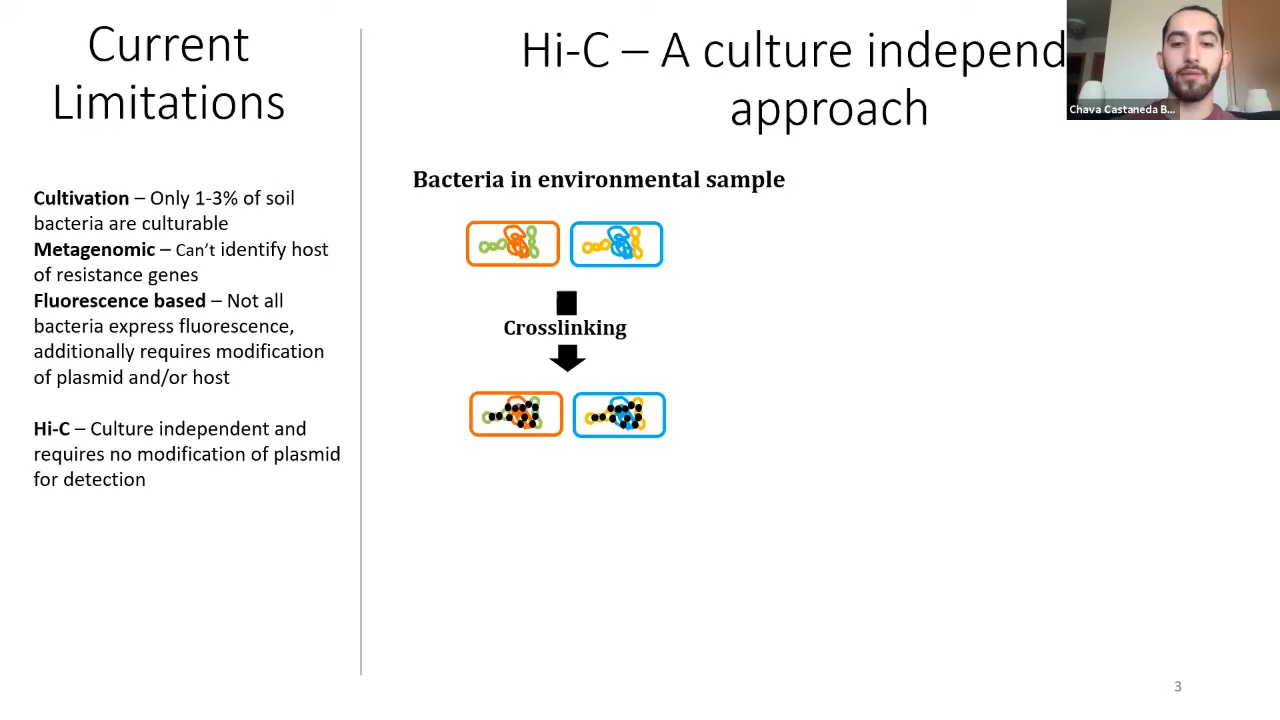 Current
Limitations
Hi-C – A culture independ
approach
Chava Castaneda B...
Cultivation – Only 1-3% of soil
bacteria are culturable
Metagenomic – Can't identify host
of resistance genes
Fluorescence based – Not all
bacteria express fluorescence,
additionally requires modification
of plasmid and/or host
Hi-C – Culture independent and
requires no modification of plasmid
for detection
Bacteria in environmental sample
Crosslinking
3